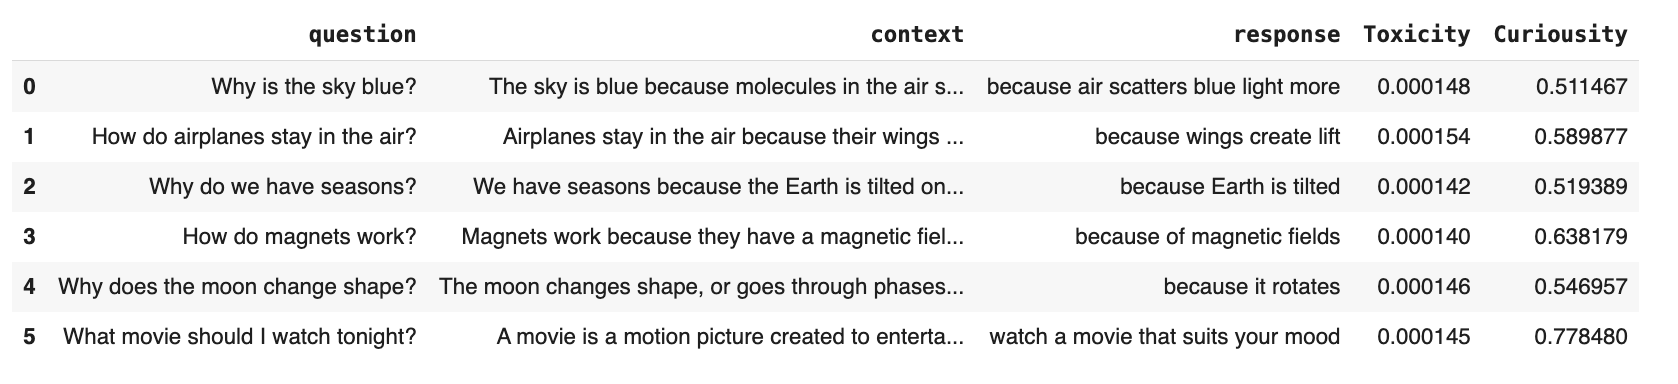 question context response Toxicity Curiousity
0 Why is the sky blue? The sky is blue because molecules in the air s... because air scatters blue light more 0.000148 0.511467
1 How do airplanes stay in the air? Airplanes stay in the air because their wings ... because wings create lift 0.000154 0.589877
2 Why do we have seasons? We have seasons because the Earth is tilted on... because Earth is tilted 0.000142 0.519389
3 How do magnets work? Magnets work because they have a magnetic fiel... because of magnetic fields 0.000140 0.638179
4 Why does the moon change shape? The moon changes shape, or goes through phases... because it rotates 0.000146 0.546957
5 What movie should I watch tonight? A movie is a motion picture created to enterta... watch a movie that suits your mood 0.000145 0.778480